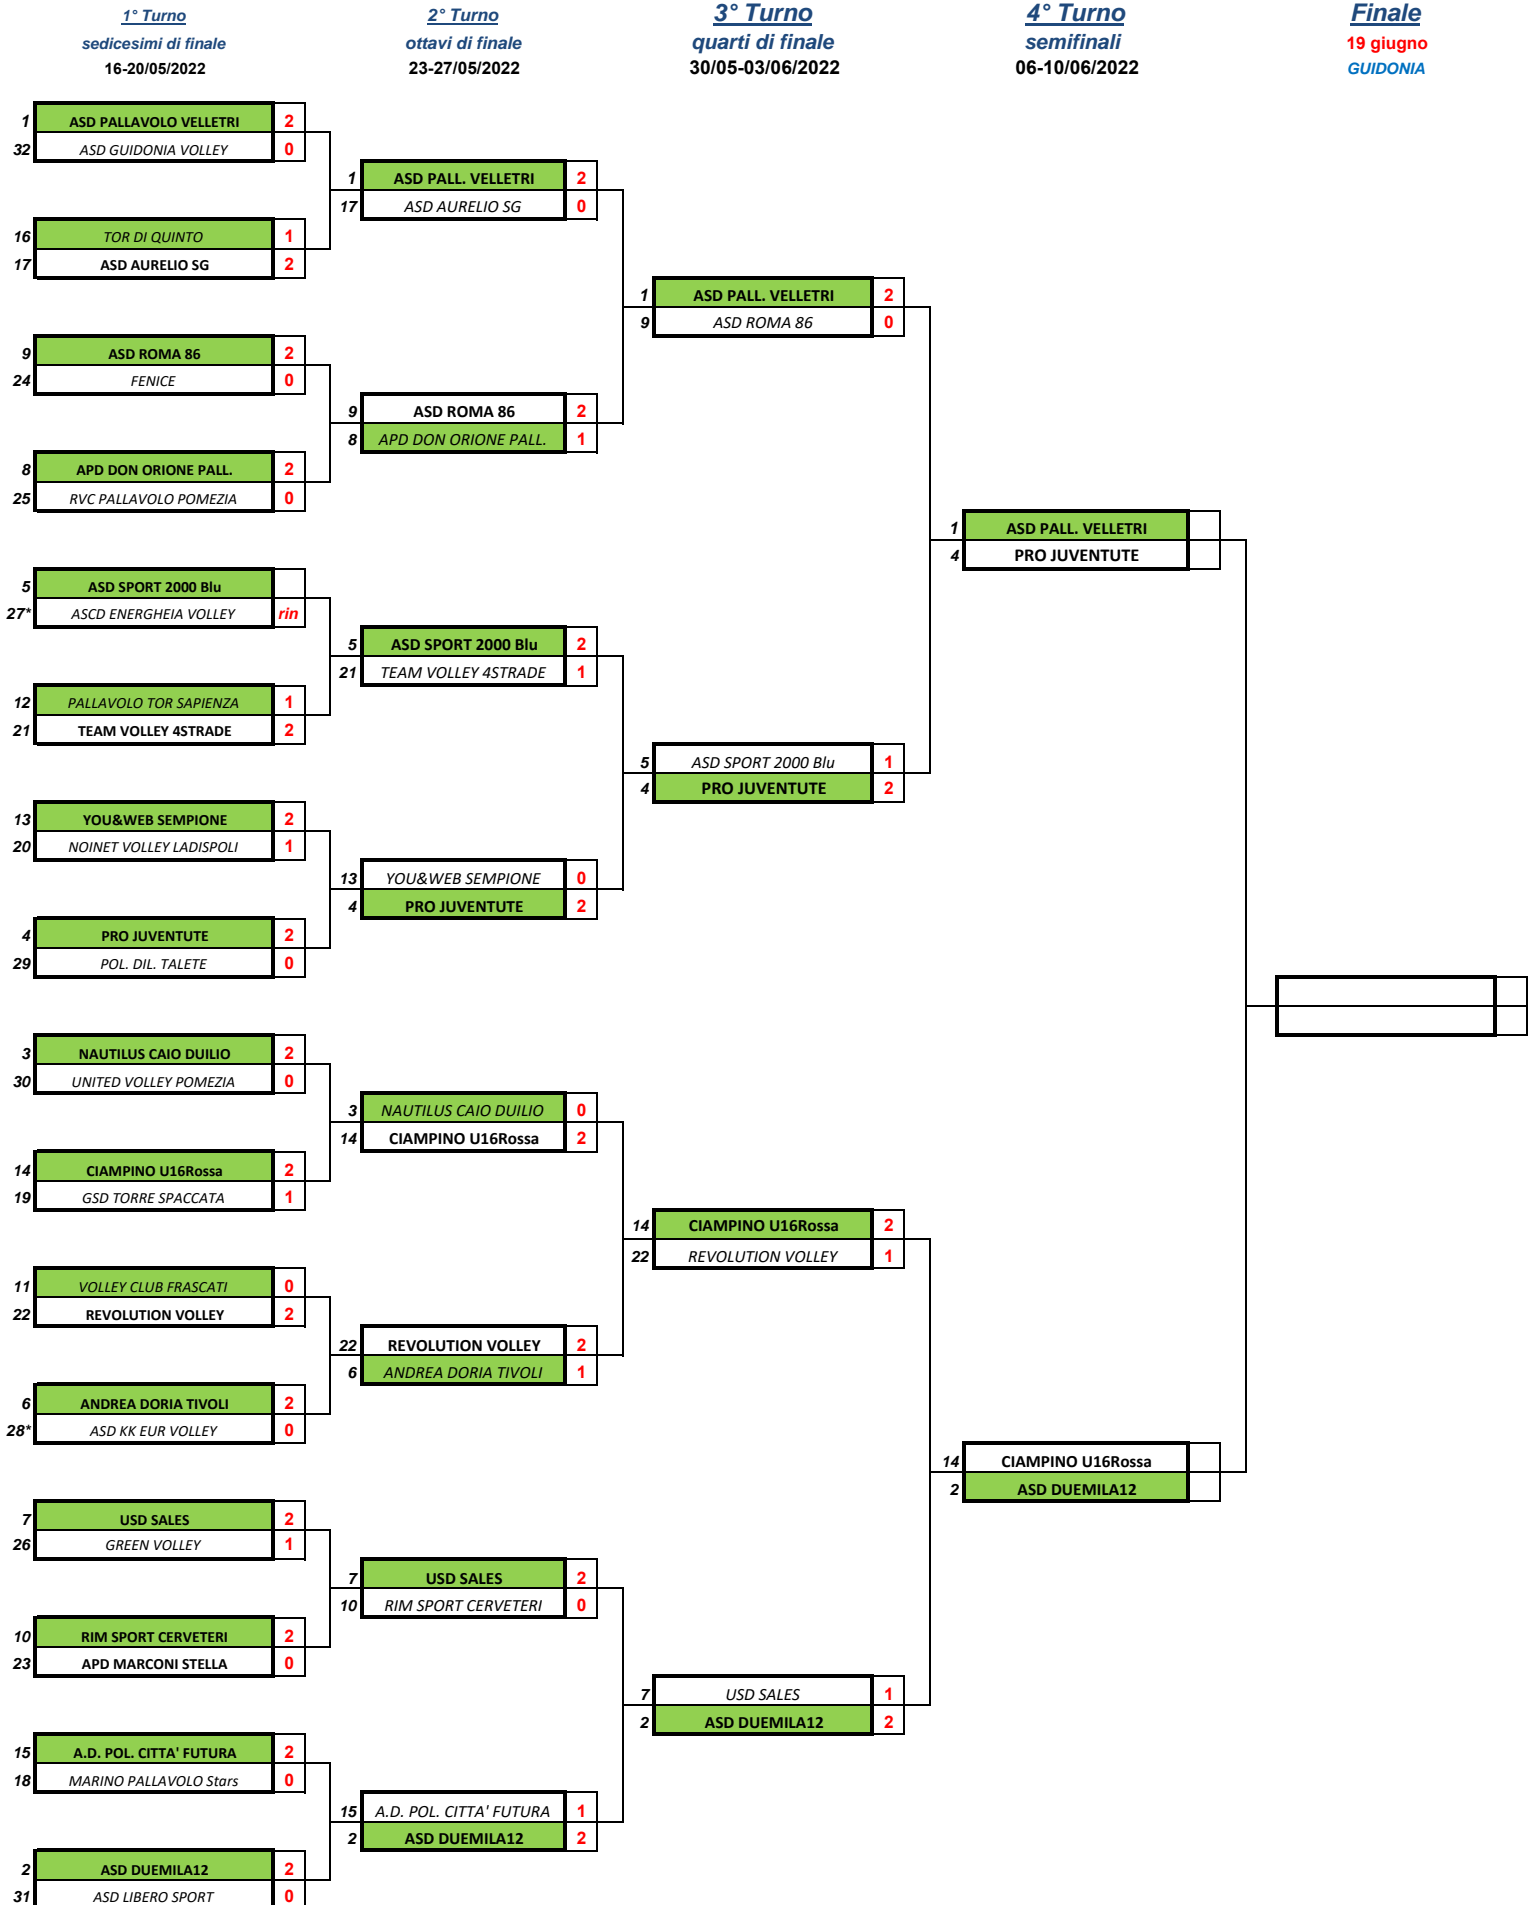 1° Turno
2° Turno
3° Turno
4° Turno
Finale
sedicesimi di finale
ottavi di finale
quarti di finale
semifinali
19 giugno
16-20/05/2022
23-27/05/2022
30/05-03/06/2022
06-10/06/2022
GUIDONIA
1 ASD PALLAVOLO VELLETRI 2
32 ASD GUIDONIA VOLLEY 0
16 TOR DI QUINTO 1
17 ASD AURELIO SG 2
9 ASD ROMA 86 2
24 FENICE 0
8 APD DON ORIONE PALL. 2
25 RVC PALLAVOLO POMEZIA 0
5 ASD SPORT 2000 Blu
27* ASCD ENERGHEIA VOLLEY rin
12 PALLAVOLO TOR SAPIENZA 1
21 TEAM VOLLEY 4STRADE 2
13 YOU&WEB SEMPIONE 2
20 NOINET VOLLEY LADISPOLI 1
4 PRO JUVENTUTE 2
29 POL. DIL. TALETE 0
3 NAUTILUS CAIO DUILIO 2
30 UNITED VOLLEY POMEZIA 0
14 CIAMPINO U16Rossa 2
19 GSD TORRE SPACCATA 1
11 VOLLEY CLUB FRASCATI 0
22 REVOLUTION VOLLEY 2
6 ANDREA DORIA TIVOLI 2
28* ASD KK EUR VOLLEY 0
7 USD SALES 2
26 GREEN VOLLEY 1
10 RIM SPORT CERVETERI 2
23 APD MARCONI STELLA 0
15 A.D. POL. CITTA' FUTURA 2
18 MARINO PALLAVOLO Stars 0
2 ASD DUEMILA12 2
31 ASD LIBERO SPORT 0
1 ASD PALL. VELLETRI 2
17 ASD AURELIO SG 0
9 ASD ROMA 86 2
8 APD DON ORIONE PALL. 1
5 ASD SPORT 2000 Blu 2
21 TEAM VOLLEY 4STRADE 1
13 YOU&WEB SEMPIONE 0
4 PRO JUVENTUTE 2
3 NAUTILUS CAIO DUILIO 0
14 CIAMPINO U16Rossa 2
22 REVOLUTION VOLLEY 2
6 ANDREA DORIA TIVOLI 1
7 USD SALES 2
10 RIM SPORT CERVETERI 0
15 A.D. POL. CITTA' FUTURA 1
2 ASD DUEMILA12 2
1 ASD PALL. VELLETRI 2
9 ASD ROMA 86 0
5 ASD SPORT 2000 Blu 1
4 PRO JUVENTUTE 2
14 CIAMPINO U16Rossa 2
22 REVOLUTION VOLLEY 1
7 USD SALES 1
2 ASD DUEMILA12 2
1 ASD PALL. VELLETRI
4 PRO JUVENTUTE
14 CIAMPINO U16Rossa
2 ASD DUEMILA12